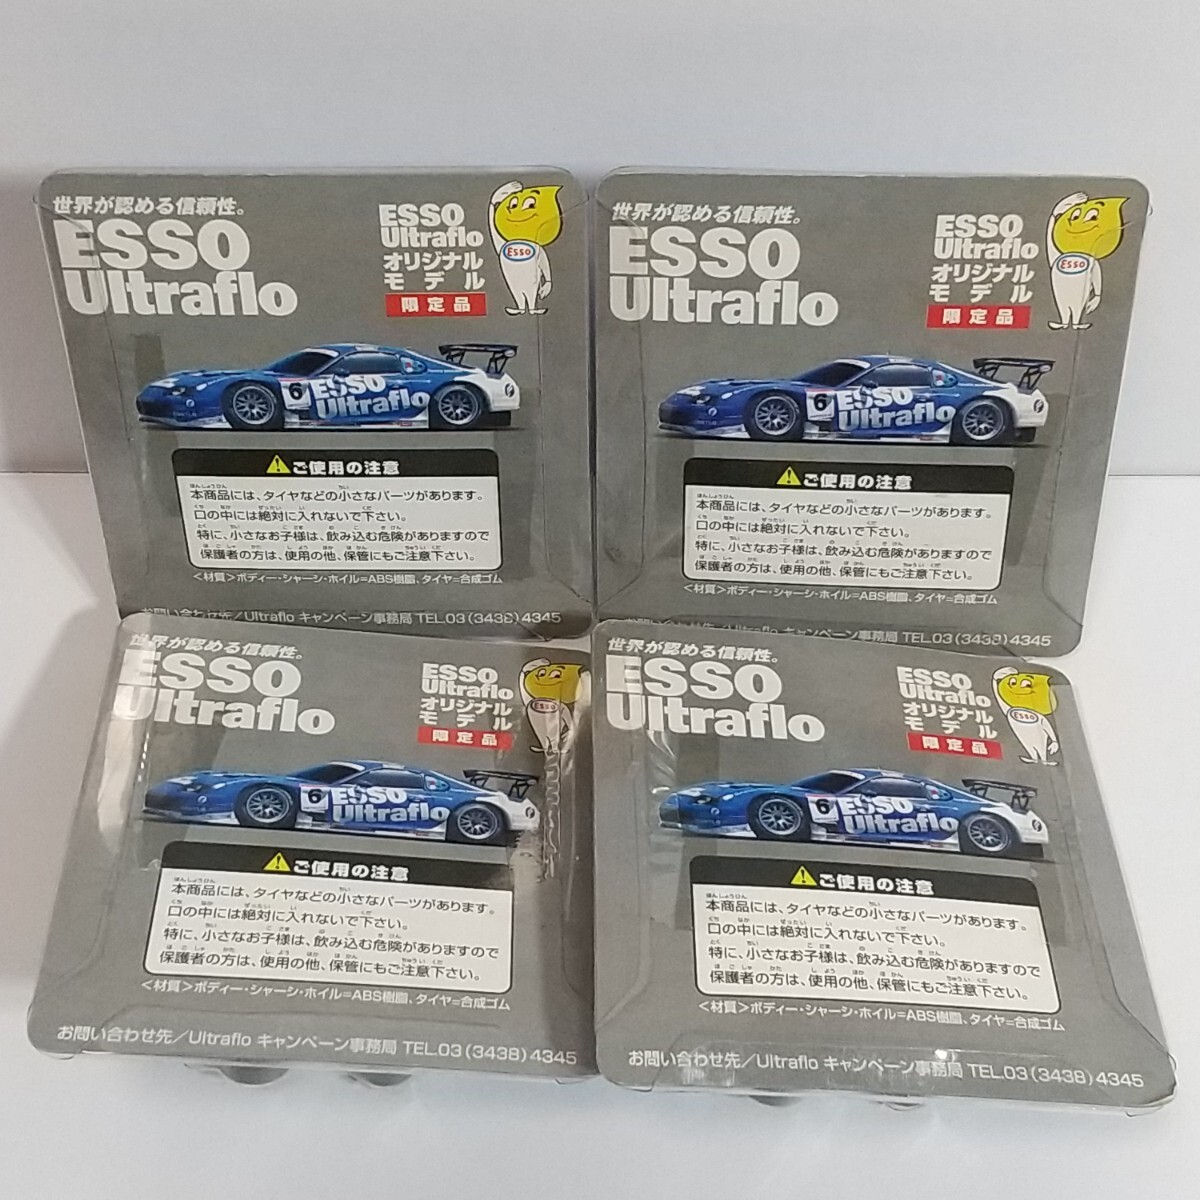 世界が認める信頼性。
ESSO
Ultraflo
ESSO
Ultraflo
オリジナル
モデル
限定品
Esso
6
ESSO
Ultraflo
ご使用の注意
本商品には、タイヤなどの小さなパーツがあります。
口の中には絶対に入れないで下さい。
特に、小さなお子様は、飲み込む危険がありますので
保護者の方は、使用の他、保管にもご注意下さい。
<材質>ボディー・シャーシ・ホイル=ABS樹脂、タイヤ=合成ゴム
お問い合わせ先/Ultraflo キャンペーン事務局 TEL.03(3438)4345
世界が認める信頼性。
ESSO
Ultraflo
ESSO
Ultraflo
オリジナル
モデル
限定品
Esso
6
ESSO
Ultraflo
ご使用の注意
本商品には、タイヤなどの小さなパーツがあります。
口の中には絶対に入れないで下さい。
特に、小さなお子様は、飲み込む危険がありますので
保護者の方は、使用の他、保管にもご注意下さい。
<材質>ボディー・シャーシ・ホイル=ABS樹脂、タイヤ=合成ゴム
お問い合わせ先/Ultraflo キャンペーン事務局 TEL.03(3438)4345
世界が認める信頼性。
ESSO
Ultraflo
ESSO
Ultraflo
オリジナル
モデル
限定品
Esso
6
ESSO
Ultraflo
ご使用の注意
本商品には、タイヤなどの小さなパーツがあります。
口の中には絶対に入れないで下さい。
特に、小さなお子様は、飲み込む危険がありますので
保護者の方は、使用の他、保管にもご注意下さい。
<材質>ボディー・シャーシ・ホイル=ABS樹脂、タイヤ=合成ゴム
お問い合わせ先/Ultraflo キャンペーン事務局 TEL.03(3438)4345
世界が認める信頼性。
ESSO
Ultraflo
ESSO
Ultraflo
オリジナル
モデル
限定品
Esso
6
ESSO
Ultraflo
ご使用の注意
本商品には、タイヤなどの小さなパーツがあります。
口の中には絶対に入れないで下さい。
特に、小さなお子様は、飲み込む危険がありますので
保護者の方は、使用の他、保管にもご注意下さい。
<材質>ボディー・シャーシ・ホイル=ABS樹脂、タイヤ=合成ゴム
お問い合わせ先/Ultraflo キャンペーン事務局 TEL.03(3438)4345